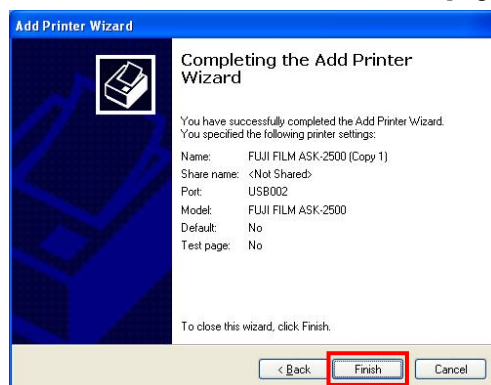 Add Printer Wizard
Completing the Add Printer
Wizard
You have successfully completed the Add Printer Wizard.
You specified the following printer settings:
Name: FUJI FILM ASK-2500 (Copy 1)
Share name: <Not Shared>
Port: USB002
Model: FUJI FILM ASK-2500
Default: No
Test page: No
To close this wizard, click Finish.
< Back Finish Cancel